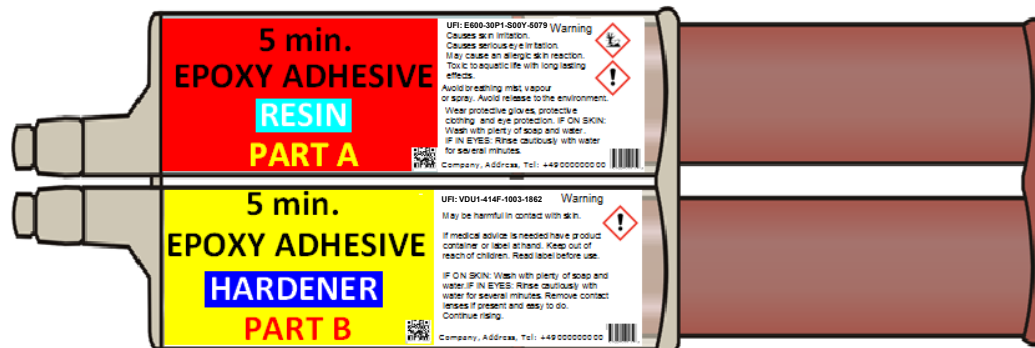 5 min.
EPOXY ADHESIVE
RESIN
PART A
UFI: E600-30P1-S00Y-5079 Warning
Causes skin irritation.
Causes serious eye irritation.
May cause an allergic skin reaction.
Toxic to aquatic life with long lasting
effects.
Avoid breathing mist, vapour
or spray. Avoid release to the environment.
Wear protective gloves, protective
clothing and eye protection. IF ON SKIN:
Wash with plenty of soap and water.
IF IN EYES: Rinse cautiously with water
for several minutes.
Company, Address, Tel: +49000000000
5 min.
EPOXY ADHESIVE
HARDENER
PART B
UFI: VDU1-414F-1003-1862 Warning
May be harmful in contact with skin.
If medical advice is needed have product
container or label at hand. Keep out of
reach of children. Read label before use.
IF ON SKIN: Wash with plenty of soap and
water.IF IN EYES: Rinse cautiously with
water for several minutes. Remove contact
lenses if present and easy to do.
Continue rising.
Company, Address, Tel: +49000000000